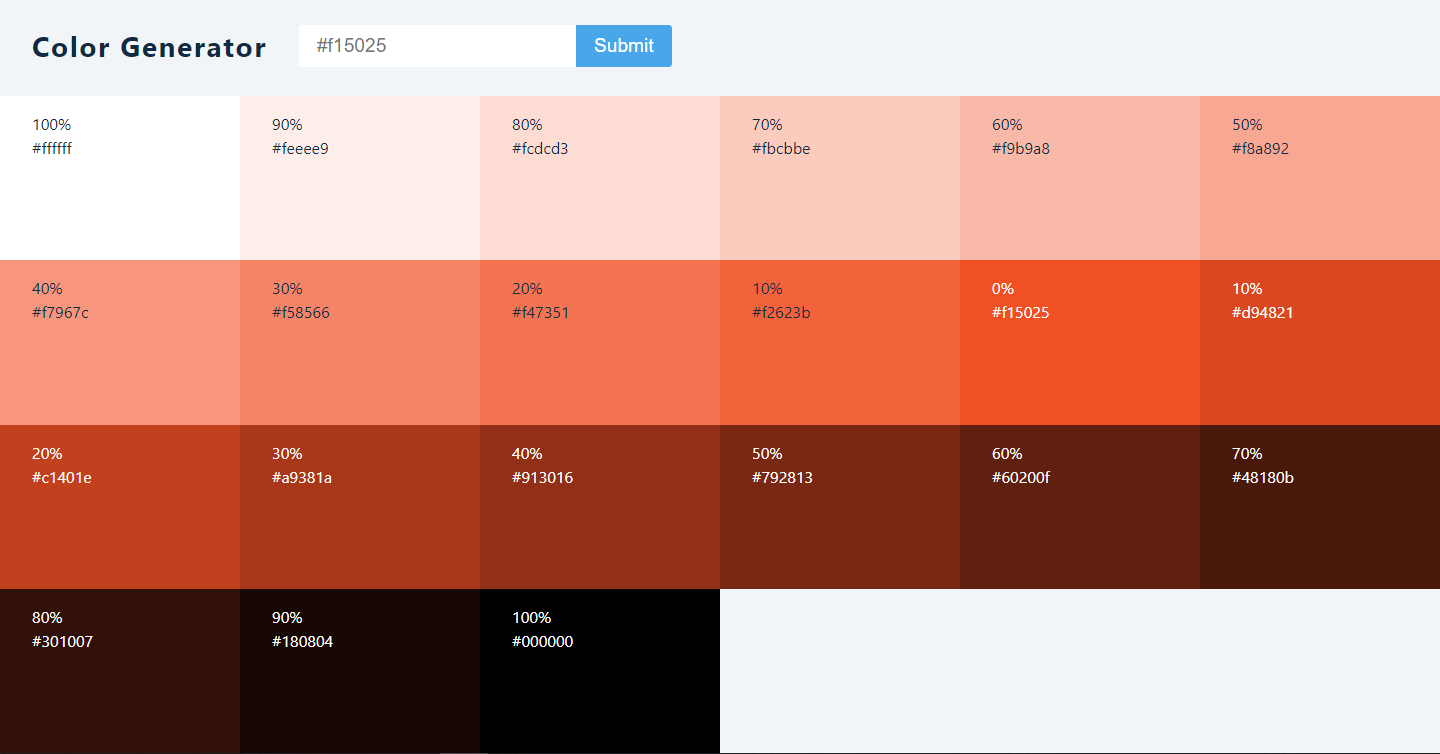 Color Generator
#f15025
Submit
100%
#ffffff
90%
#feeee9
80%
#fcdcd3
70%
#fbcbbe
60%
#f9b9a8
50%
#f8a892
40%
#f7967c
30%
#f58566
20%
#f47351
10%
#f2623b
0%
#f15025
10%
#d94821
20%
#c1401e
30%
#a9381a
40%
#913016
50%
#792813
60%
#60200f
70%
#48180b
80%
#301007
90%
#180804
100%
#000000